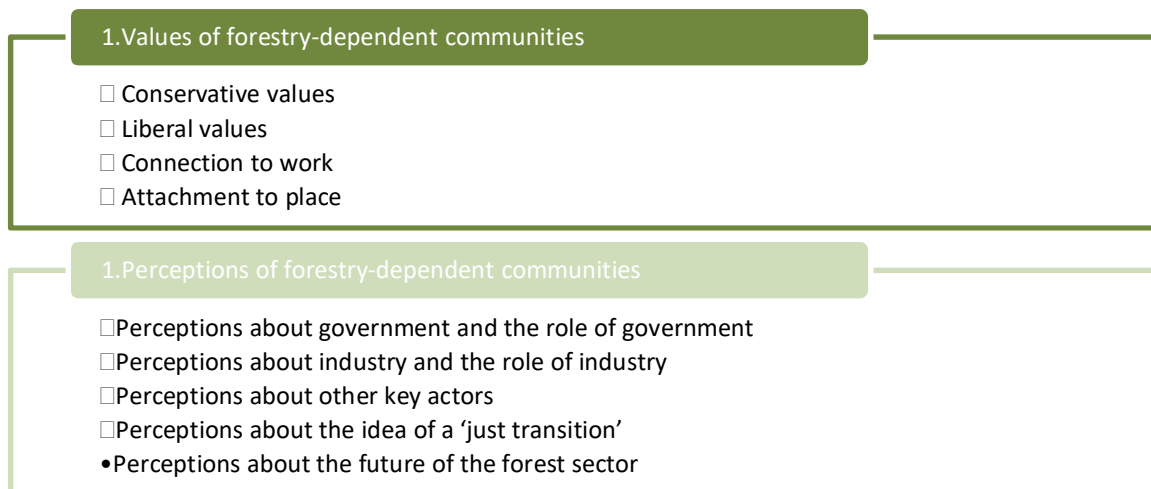 1.Values of forestry-dependent communities
□ Conservative values
□ Liberal values
□ Connection to work
□ Attachment to place
1.Perceptions of forestry-dependent communities
□Perceptions about government and the role of government
□Perceptions about industry and the role of industry
□Perceptions about other key actors
□Perceptions about the idea of a ‘just transition’
•Perceptions about the future of the forest sector